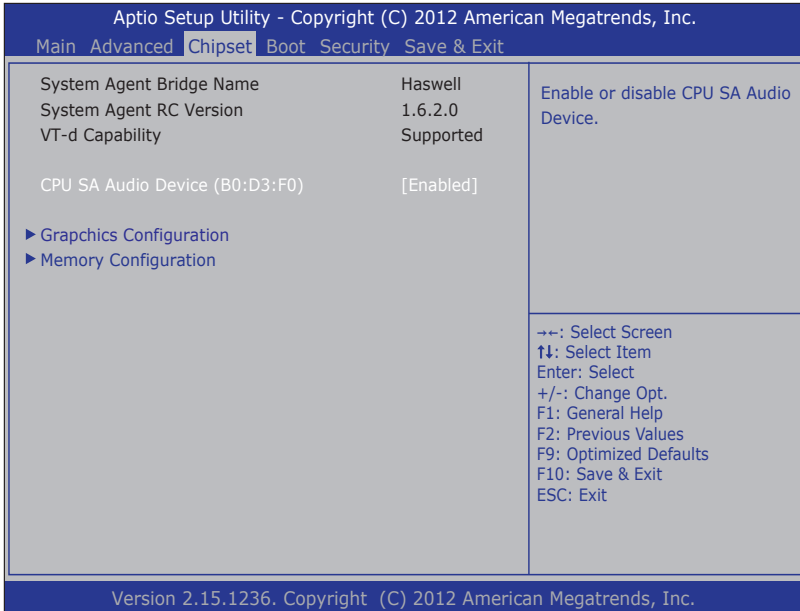 Aptio Setup Utility - Copyright (C) 2012 American Megatrends, Inc.
Main Advanced Chipset Boot Security Save & Exit
System Agent Bridge Name Haswell
System Agent RC Version 1.6.2.0
VT-d Capability Supported
CPU SA Audio Device (B0:D3:F0) [Enabled]
▶ Grapchics Configuration
▶ Memory Configuration
Enable or disable CPU SA Audio
Device.
→←: Select Screen
↑↓: Select Item
Enter: Select
+/-: Change Opt.
F1: General Help
F2: Previous Values
F9: Optimized Defaults
F10: Save & Exit
ESC: Exit
Version 2.15.1236. Copyright (C) 2012 American Megatrends, Inc.